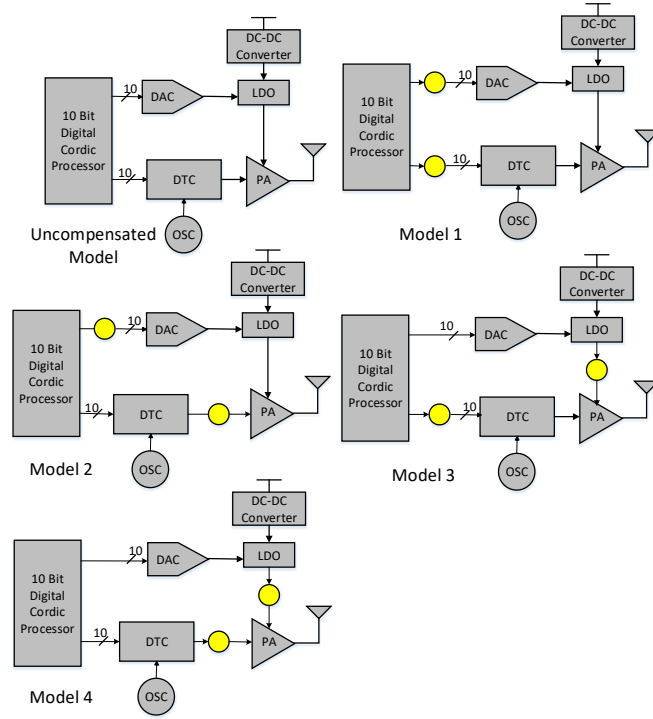 DC-DC
Converter
10
DAC
LDO
10 Bit
Digital
Cordic
Processor
10
DTC
PA
OSC
Uncompensated
Model
DC-DC
Converter
10
DAC
LDO
10 Bit
Digital
Cordic
Processor
10
DTC
PA
OSC
Model 1
DC-DC
Converter
10
DAC
LDO
10 Bit
Digital
Cordic
Processor
10
DTC
PA
OSC
Model 2
DC-DC
Converter
10
DAC
LDO
10 Bit
Digital
Cordic
Processor
10
DTC
PA
OSC
Model 3
DC-DC
Converter
10
DAC
LDO
10 Bit
Digital
Cordic
Processor
10
DTC
PA
OSC
Model 4